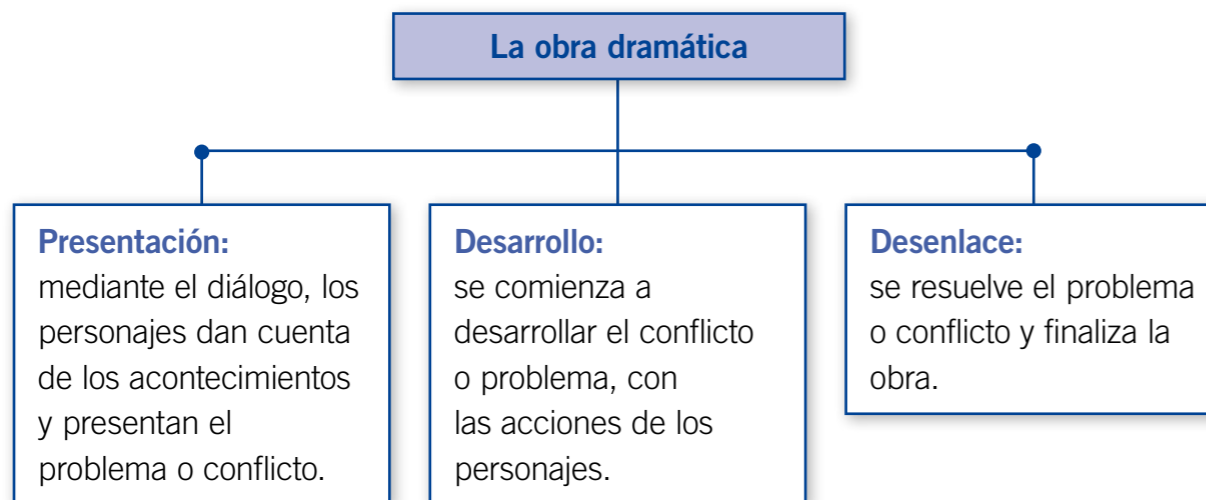 La obra dramática
Presentación:
mediante el diálogo, los
personajes dan cuenta
de los acontecimientos
y presentan el
problema o conflicto.
Desarrollo:
se comienza a
desarrollar el conflicto
o problema, con
las acciones de los
personajes.
Desenlace:
se resuelve el problema
o conflicto y finaliza la
obra.